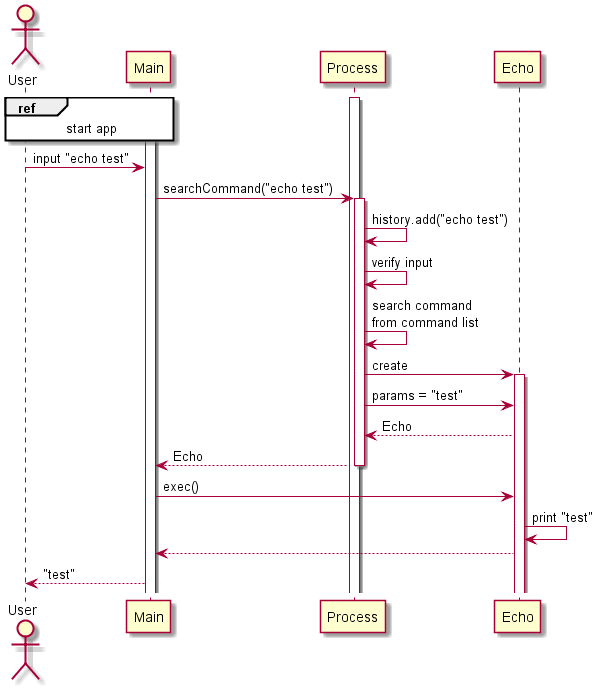 User
Main
Process
Echo
ref
start app
input "echo test"
searchCommand("echo test")
history.add("echo test")
verify input
search command
from command list
create
params = "test"
Echo
Echo
exec()
print "test"
"test"
User
Main
Process
Echo